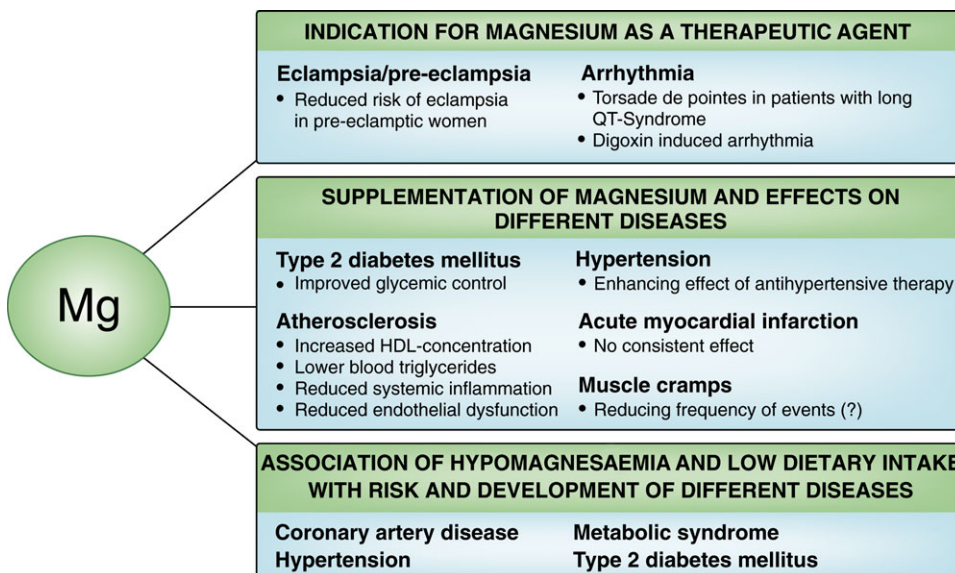 Mg
INDICATION FOR MAGNESIUM AS A THERAPEUTIC AGENT
Eclampsia/pre-eclampsia
• Reduced risk of eclampsia
in pre-eclamptic women
Arrhythmia
• Torsade de pointes in patients with long
QT-Syndrome
• Digoxin induced arrhythmia
SUPPLEMENTATION OF MAGNESIUM AND EFFECTS ON
DIFFERENT DISEASES
Type 2 diabetes mellitus
• Improved glycemic control
Atherosclerosis
• Increased HDL-concentration
• Lower blood triglycerides
• Reduced systemic inflammation
• Reduced endothelial dysfunction
Hypertension
• Enhancing effect of antihypertensive therapy
Acute myocardial infarction
• No consistent effect
Muscle cramps
• Reducing frequency of events (?)
ASSOCIATION OF HYPOMAGNESAEMIA AND LOW DIETARY INTAKE
WITH RISK AND DEVELOPMENT OF DIFFERENT DISEASES
Coronary artery disease
Hypertension
Metabolic syndrome
Type 2 diabetes mellitus